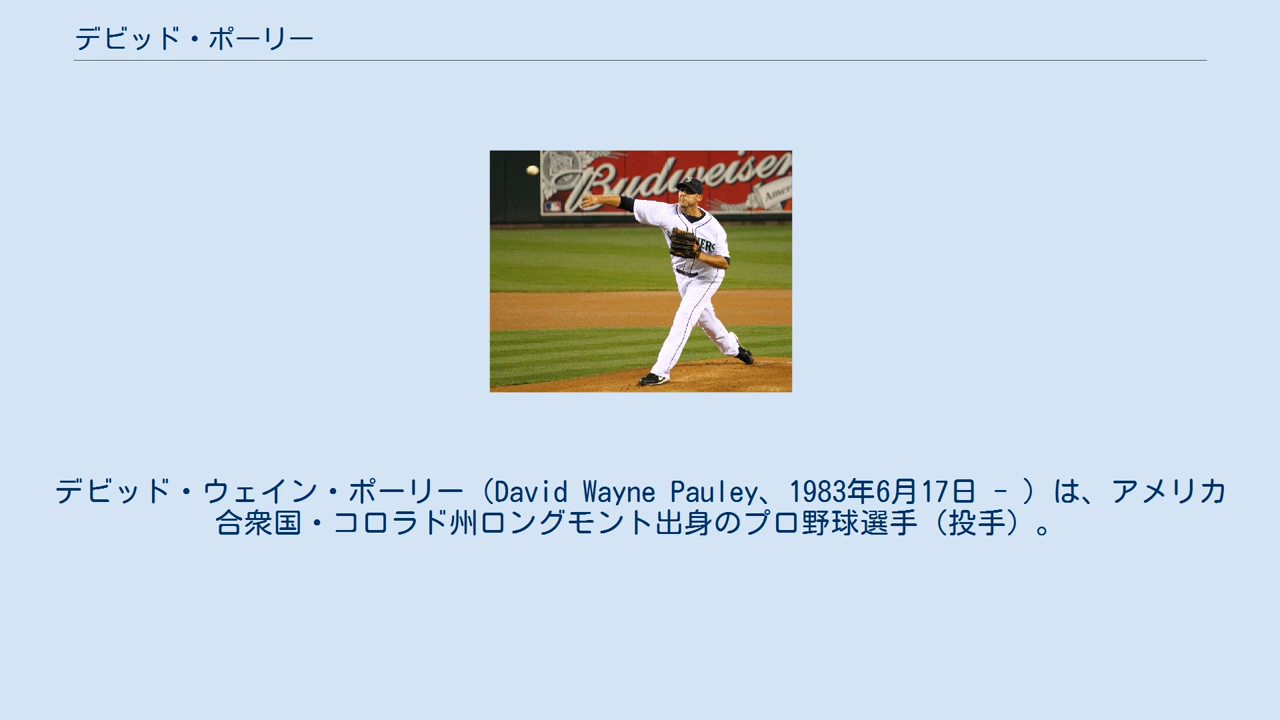 デビッド・ポーリー
Budweiser
Amer
デビッド・ウェイン・ポーリー（David Wayne Pauley、1983年6月17日 - ）は、アメリカ
合衆国・コロラド州ロングモント出身のプロ野球選手（投手）。